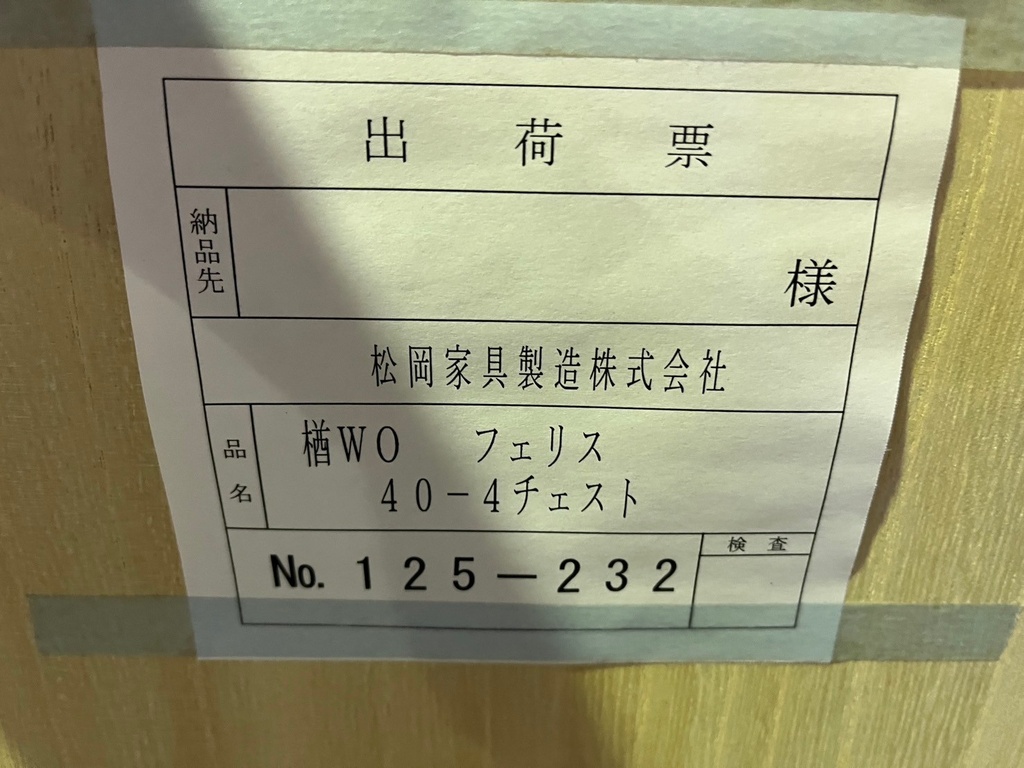 出荷票
納品先
様
松岡家具製造株式会社
品名
楢WO フェリス
40-4チェスト
検査
No. 125-232